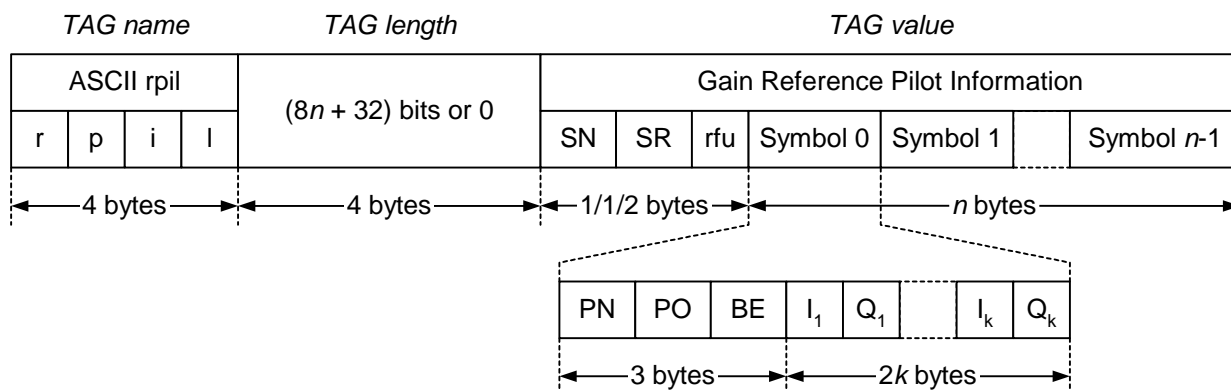 TAG name TAG length TAG value
ASCII rpil (8n + 32) bits or 0 Gain Reference Pilot Information
r p i l SN SR rfu Symbol 0 Symbol 1 Symbol n-1
4 bytes 4 bytes 1/1/2 bytes n bytes
PN PO BE I1 Q1 Ik Qk
3 bytes 2k bytes